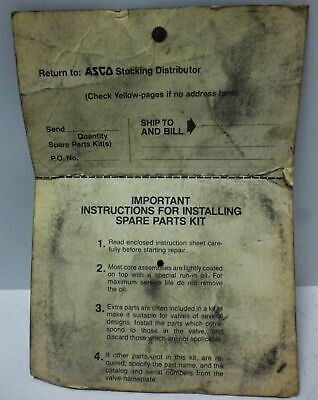 Return to: ASCO Stocking Distributor
(Check Yellow-pages if no address here)
Send
Quantity
Spare Parts Kit(s)
P.O. No.
SHIP TO
AND BILL
IMPORTANT
INSTRUCTIONS FOR INSTALLING
SPARE PARTS KIT
1. Read enclosed instruction sheet care-
fully before starting repair.
2. Most core assemblies are lightly coated
on top with a special run-in oil. For
maximum service life do not remove
the oil.
3. Extra parts are often included in a kit to
make it suitable for valves of several
designs. Install the parts which corre-
spond to those in the valve, and
discard those which are not applicable.
4. If other parts, not in this kit, are re-
quired, specify the part name, and the
catalog and serial numbers from the
valve nameplate.